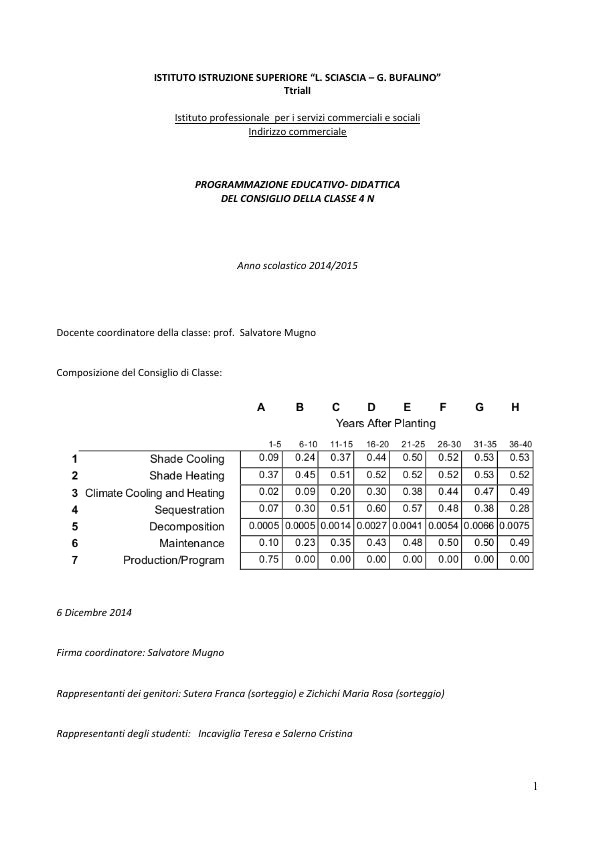 ISTITUTO ISTRUZIONE SUPERIORE “L. SCIASCIA – G. BUFALINO”
Ttriall
Istituto professionale  per i servizi commerciali e sociali
Indirizzo commerciale
PROGRAMMAZIONE EDUCATIVO- DIDATTICA
DEL CONSIGLIO DELLA CLASSE 4 N
Anno scolastico 2014/2015
Docente coordinatore della classe: prof.  Salvatore Mugno
Composizione del Consiglio di Classe:
A B C D E F G H
Years After Planting
1-5 6-10 11-15 16-20 21-25 26-30 31-35 36-40
1 Shade Cooling 0.09 0.24 0.37 0.44 0.50 0.52 0.53 0.53
2 Shade Heating 0.37 0.45 0.51 0.52 0.52 0.52 0.53 0.52
3 Climate Cooling and Heating 0.02 0.09 0.20 0.30 0.38 0.44 0.47 0.49
4 Sequestration 0.07 0.30 0.51 0.60 0.57 0.48 0.38 0.28
5 Decomposition 0.0005 0.0005 0.0014 0.0027 0.0041 0.0054 0.0066 0.0075
6 Maintenance 0.10 0.23 0.35 0.43 0.48 0.50 0.50 0.49
7 Production/Program 0.75 0.00 0.00 0.00 0.00 0.00 0.00 0.00
6 Dicembre 2014
Firma coordinatore: Salvatore Mugno
Rappresentanti dei genitori: Sutera Franca (sorteggio) e Zichichi Maria Rosa (sorteggio)
Rappresentanti degli studenti:   Incaviglia Teresa e Salerno Cristina
1